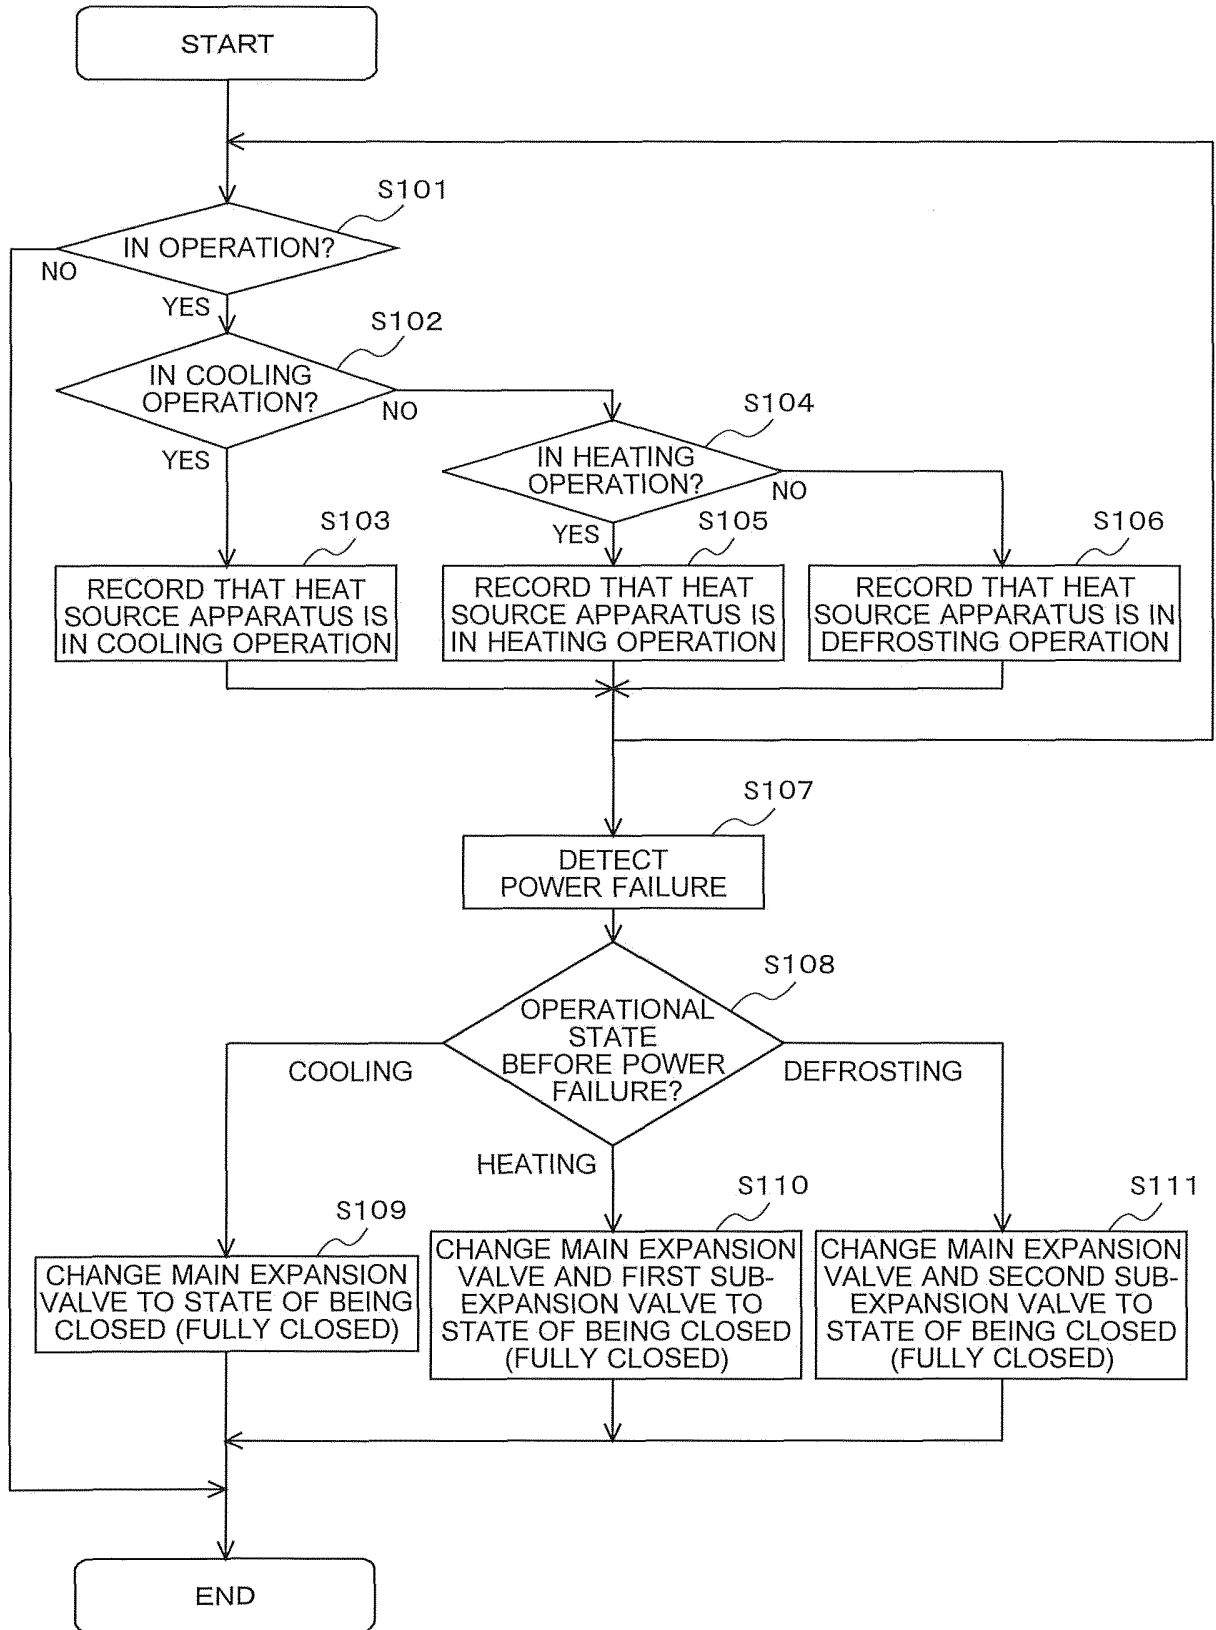 START
S101
IN OPERATION?
NO
YES
S102
IN COOLING
OPERATION?
NO
YES
S104
IN HEATING
OPERATION?
NO
YES
S103
RECORD THAT HEAT
SOURCE APPARATUS IS
IN COOLING OPERATION
S105
RECORD THAT HEAT
SOURCE APPARATUS IS
IN HEATING OPERATION
S106
RECORD THAT HEAT
SOURCE APPARATUS IS IN
DEFROSTING OPERATION
S107
DETECT
POWER FAILURE
S108
OPERATIONAL
STATE
BEFORE POWER
FAILURE?
COOLING
DEFROSTING
HEATING
S109
CHANGE MAIN EXPANSION
VALVE TO STATE OF BEING
CLOSED (FULLY CLOSED)
S110
CHANGE MAIN EXPANSION
VALVE AND FIRST SUB-
EXPANSION VALVE TO
STATE OF BEING CLOSED
(FULLY CLOSED)
S111
CHANGE MAIN EXPANSION
VALVE AND SECOND SUB-
EXPANSION VALVE TO
STATE OF BEING CLOSED
(FULLY CLOSED)
END